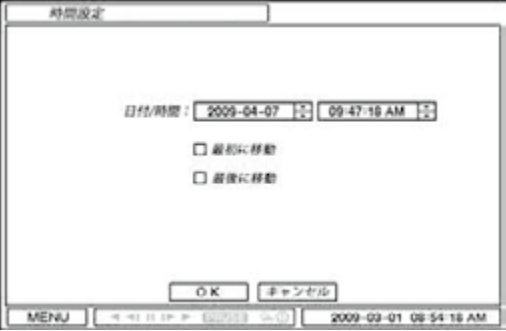 時間設定
日付/時間 : 2009-04-07 09:47:18 AM
最初に移動
最後に移動
OK キャンセル
MENU PAUSE 2009-03-01 08:54:18 AM